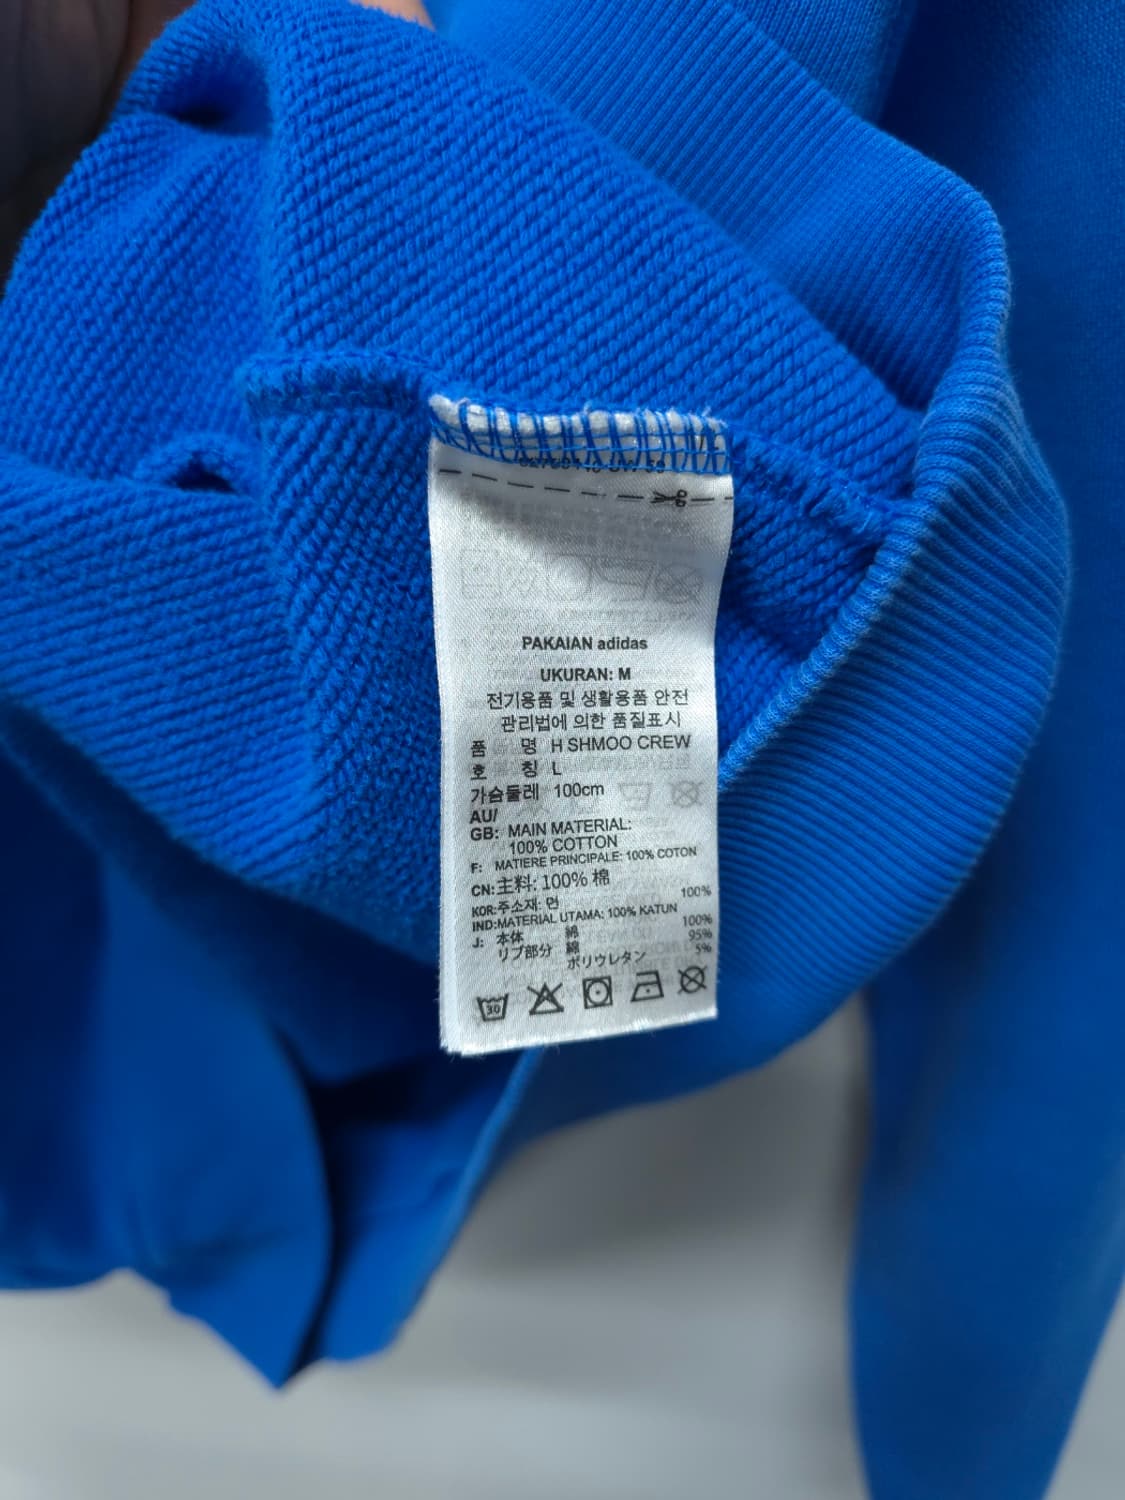 PAKAIAN adidas
UKURAN: M
전기용품 및 생활용품 안전
관리법에 의한 품질표시
품 명 H SHMOO CREW
호 칭 L
가슴둘레 100cm
AU/
GB: MAIN MATERIAL:
100% COTTON
F: MATIERE PRINCIPALE: 100% COTON
CN:主料: 100% 棉
KOR:주소재: 면 100%
IND:MATERIAL UTAMA: 100% KATUN
J: 本体 綿 100%
リブ部分 綿 95%
ポリウレタン 5%
30